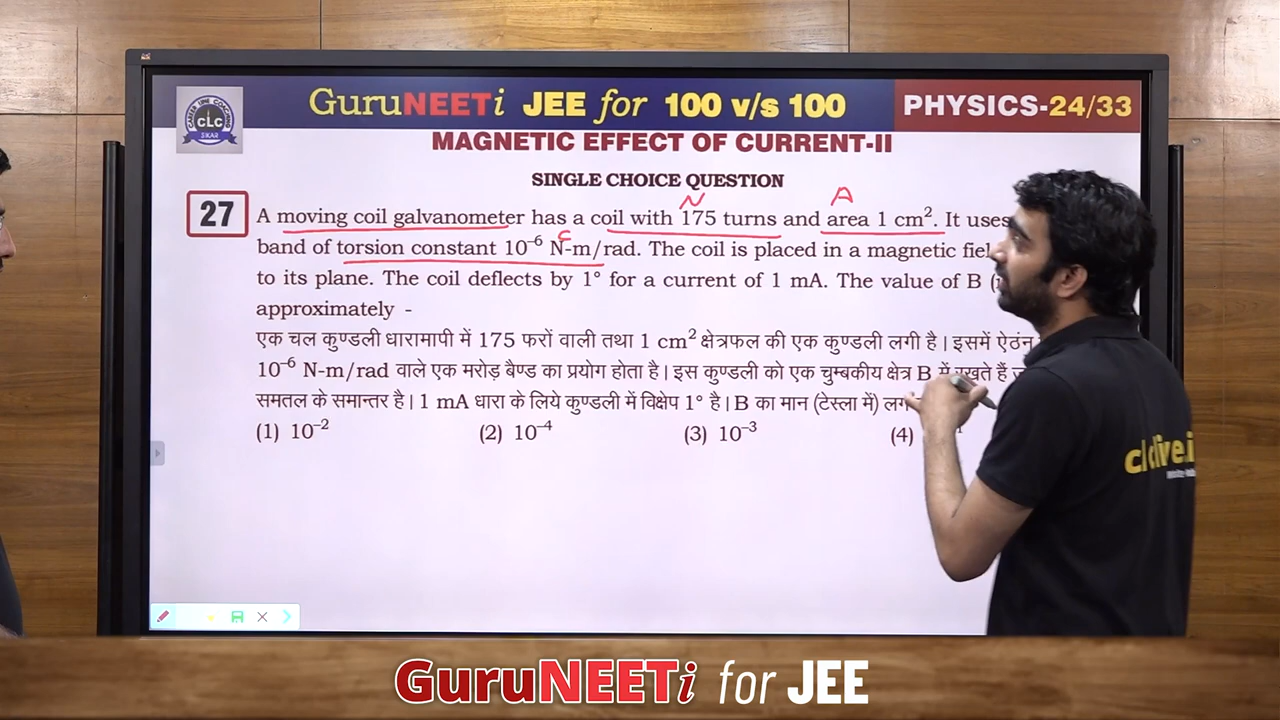 GuruNEETi JEE for 100 v/s 100
PHYSICS-24/33
CLC
SIKAR
MAGNETIC EFFECT OF CURRENT-II
SINGLE CHOICE QUESTION
N A
27 A moving coil galvanometer has a coil with 175 turns and area 1 cm². It uses
C
band of torsion constant 10⁻⁶ N-m/rad. The coil is placed in a magnetic
to its plane. The coil deflects by 1° for a current of 1 mA. The value of B
approximately -
एक चल कुण्डली धारामापी में 175 फरों वाली तथा 1 cm² क्षेत्रफल की एक कुण्डली लगी है। इसमें ऐठंन
10⁻⁶ N-m/rad वाले एक मरोड़ बैण्ड का प्रयोग होता है। इस कुण्डली को एक चुम्बकीय क्षेत्र B में रखते हैं
समतल के समान्तर है। 1 mA धारा के लिये कुण्डली में विक्षेप 1° है। B का मान (टेस्ला में)
(1) 10⁻² (2) 10⁻⁴ (3) 10⁻³ (4)
GuruNEETi for JEE